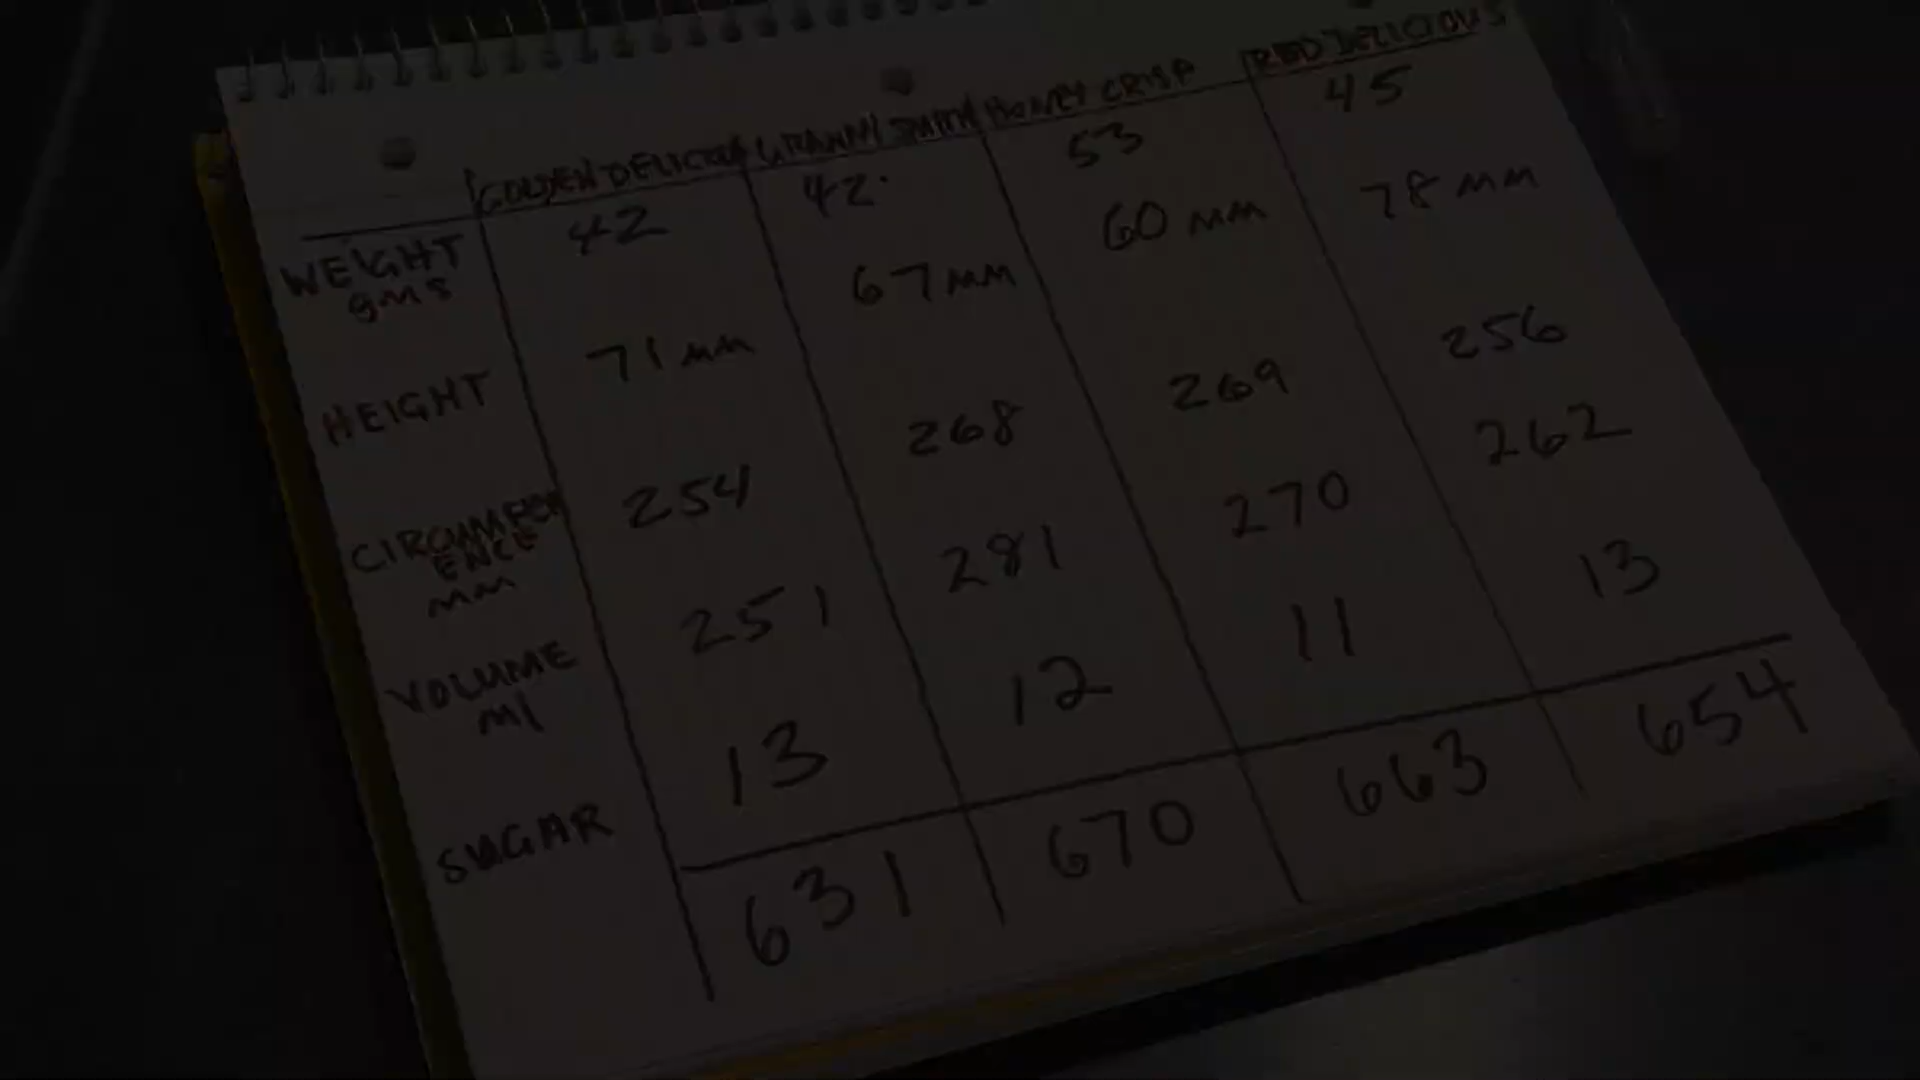 GOLDEN DELICIOUS GRANNY SMITH HONEY CRISP RED DELICIOUS
WEIGHT gms 42 42 53 45
HEIGHT 71 mm 67 mm 60 mm 78 mm
CIRCUMFERENCE mm 254 268 269 256
VOLUME ml 251 281 270 262
SUGAR 13 12 11 13
631 670 663 654